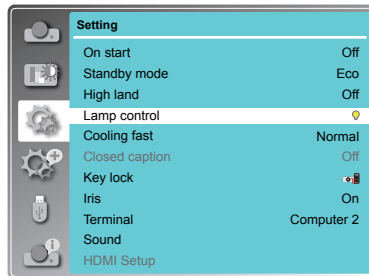 Setting
On start Off
Standby mode Eco
High land Off
Lamp control
Cooling fast Normal
Closed caption Off
Key lock
Iris On
Terminal Computer 2
Sound
HDMI Setup